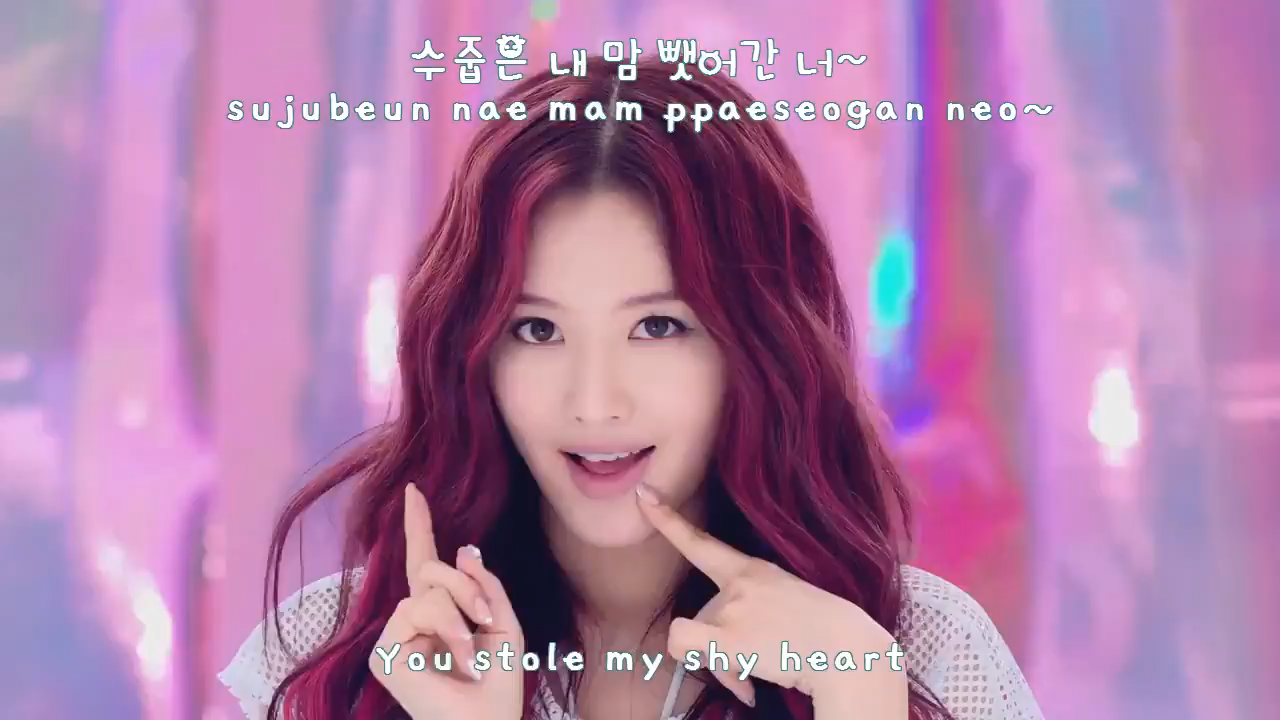 수줍은 내 맘 뺏어간 너~
sujubeun nae mam ppaeseogan neo~
You stole my shy heart